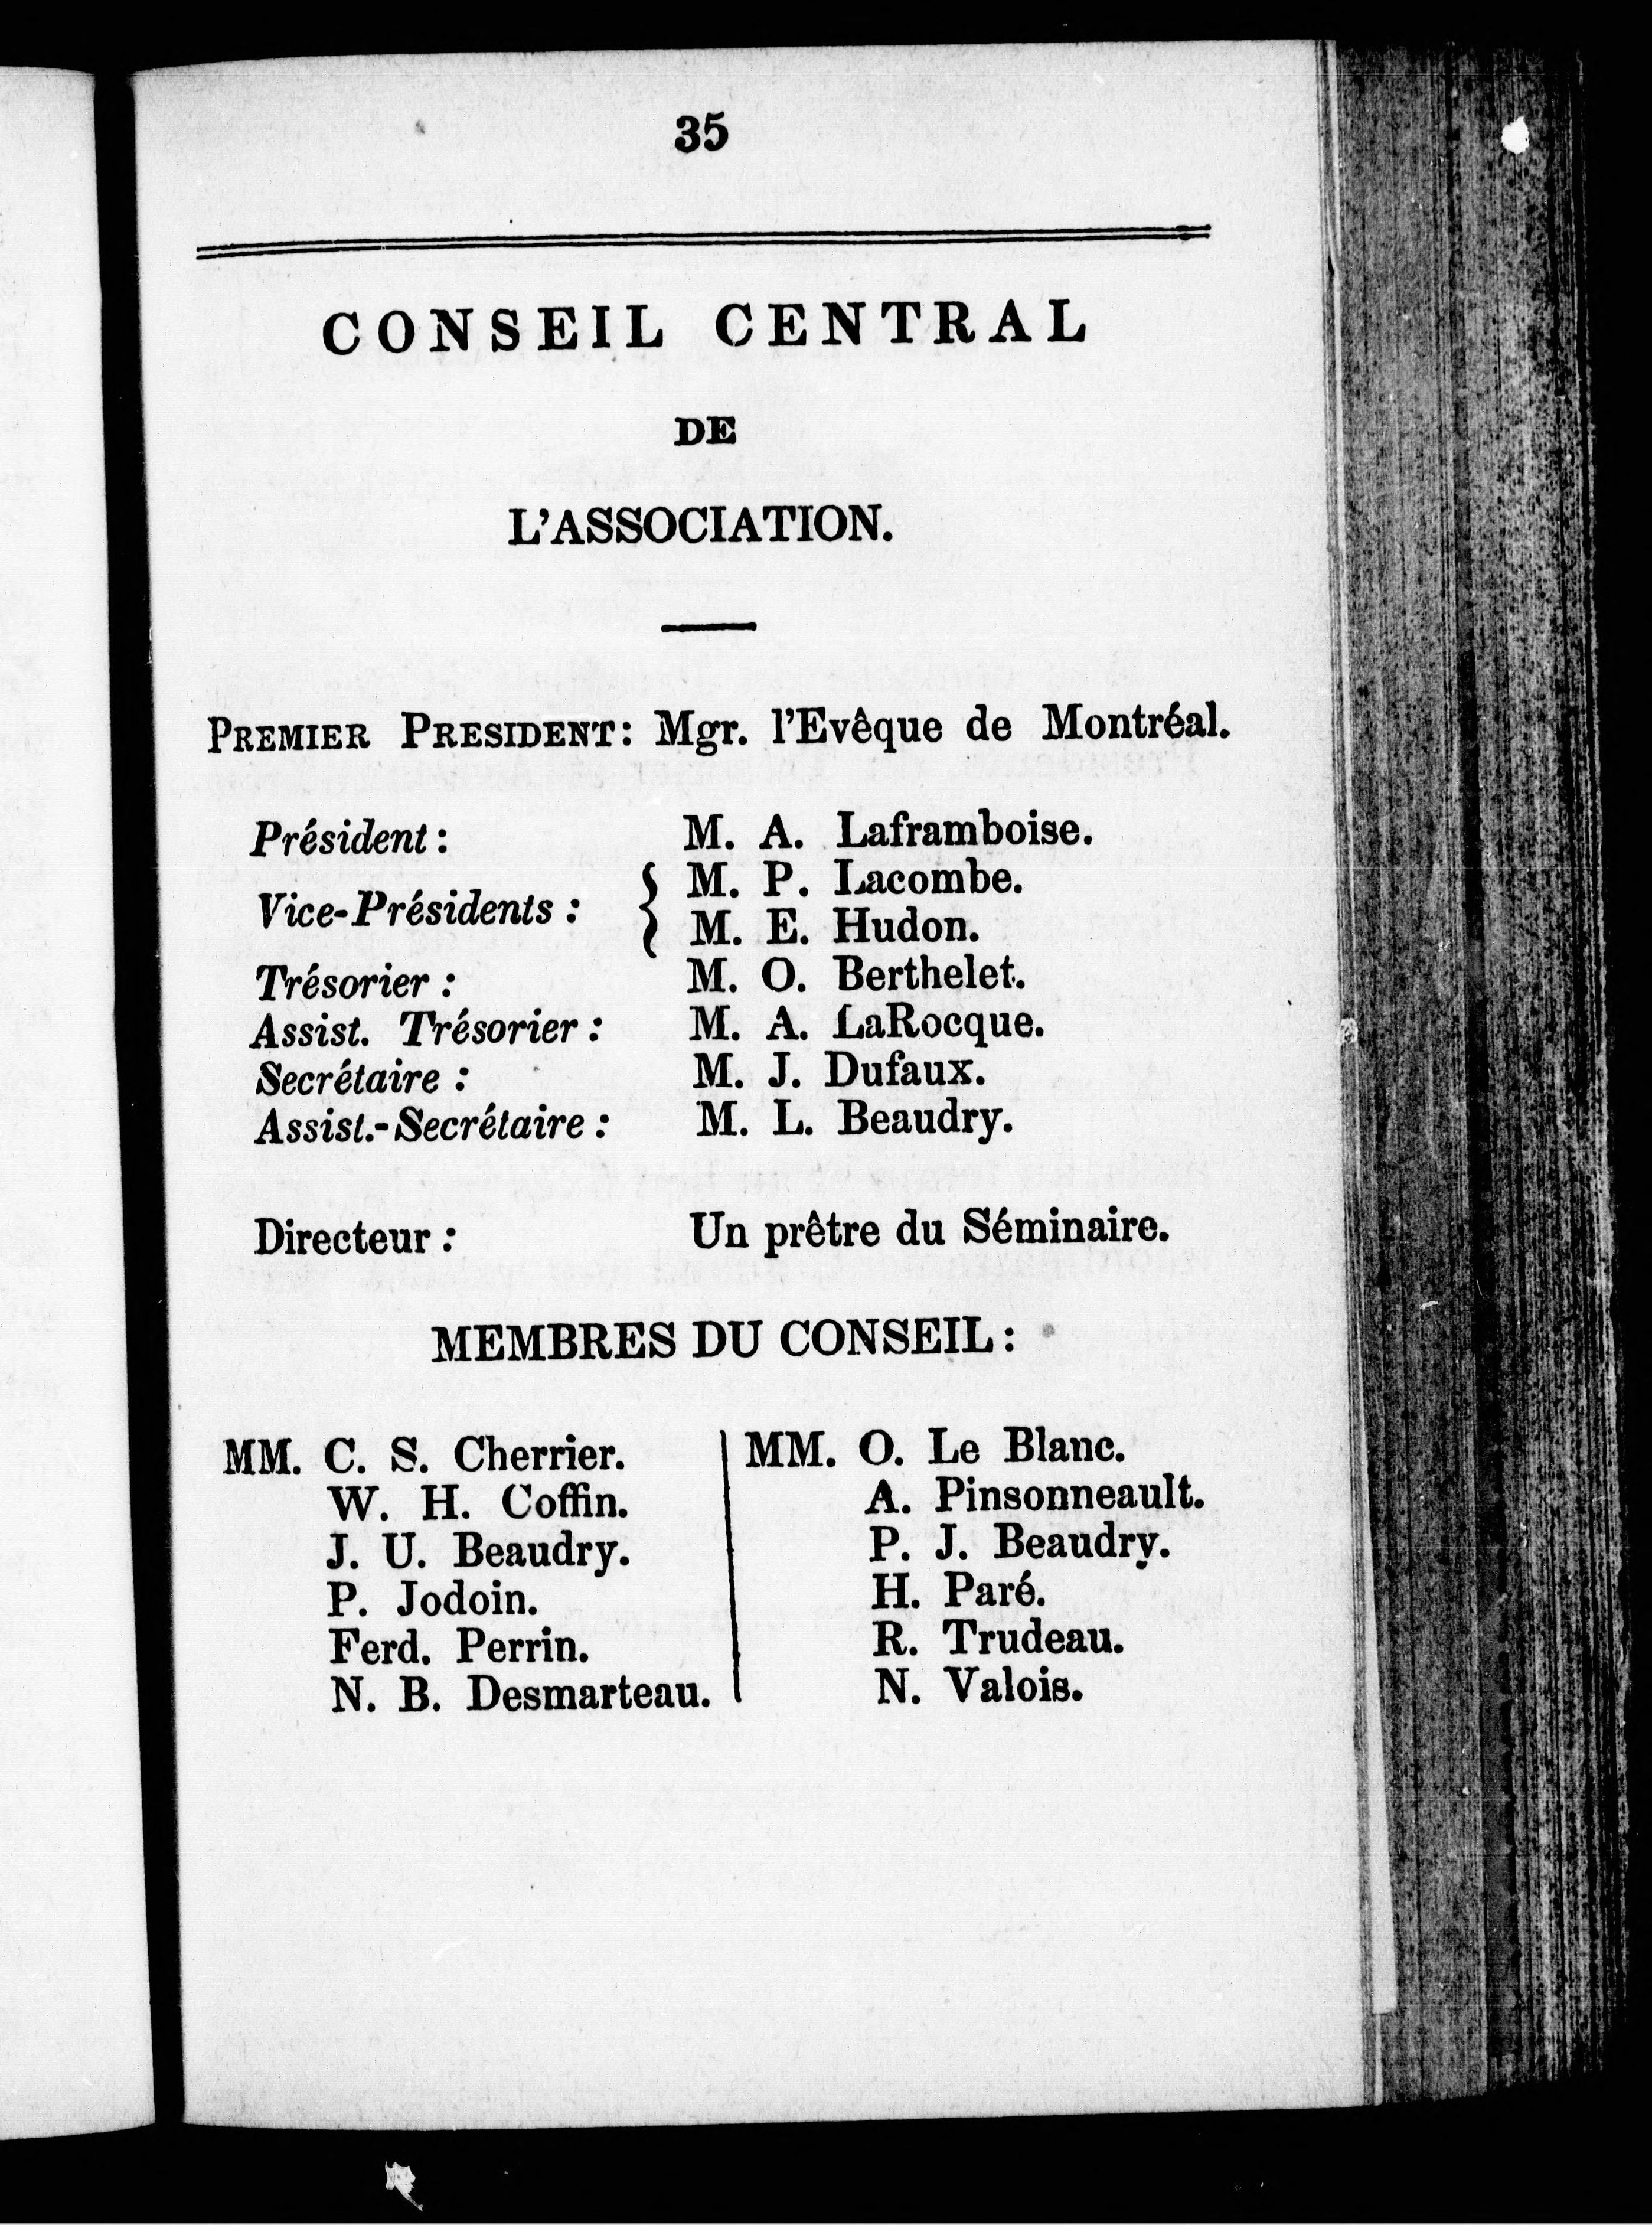 35
CONSEIL CENTRAL
DE
L'ASSOCIATION.
PREMIER PRESIDENT: Mgr. l'Evêque de Montréal.
Président : M. A. Laframboise.
Vice-Présidents : { M. P. Lacombe.
M. E. Hudon.
Trésorier : M. O. Berthelet.
Assist. Trésorier : M. A. LaRocque.
Secrétaire : M. J. Dufaux.
Assist.-Secrétaire : M. L. Beaudry.
Directeur : Un prêtre du Séminaire.
MEMBRES DU CONSEIL :
MM. C. S. Cherrier.
W. H. Coffin.
J. U. Beaudry.
P. Jodoin.
Ferd. Perrin.
N. B. Desmarteau.
MM. O. Le Blanc.
A. Pinsonneault.
P. J. Beaudry.
H. Paré.
R. Trudeau.
N. Valois.